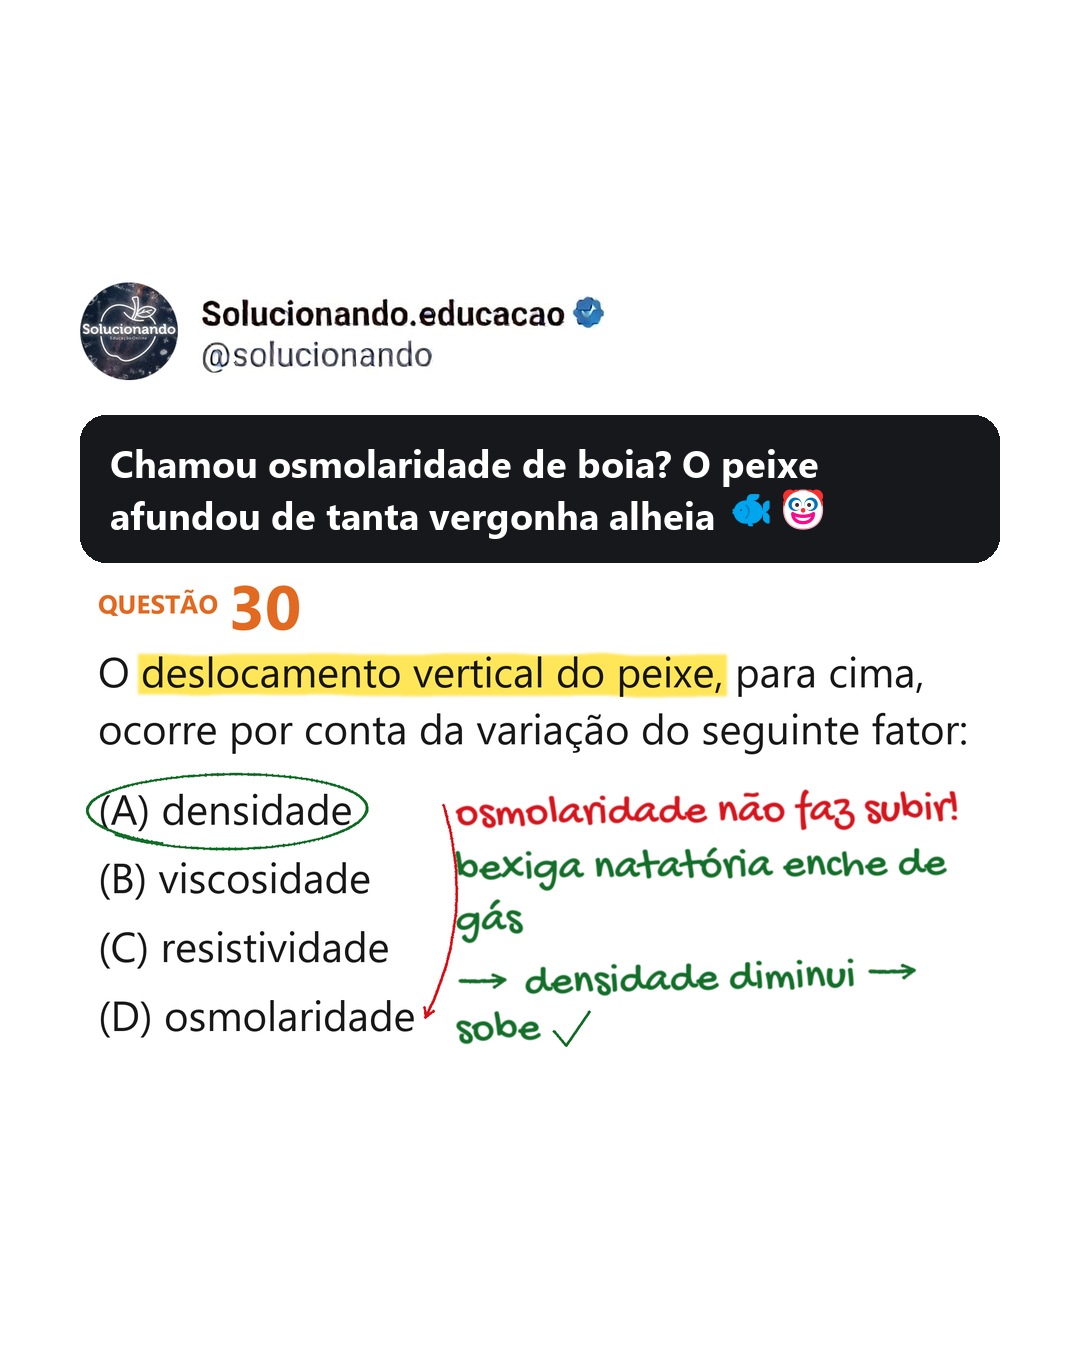 Solucionando
Educação Online
Solucionando.educacao
@solucionando
Chamou osmolaridade de boia? O peixe
afundou de tanta vergonha alheia 🐟 🤡
QUESTÃO 30
O deslocamento vertical do peixe, para cima,
ocorre por conta da variação do seguinte fator:
(A) densidade
(B) viscosidade
(C) resistividade
(D) osmolaridade
osmolaridade não faz subir!
bexiga natatória enche de
gás
→ densidade diminui →
sobe ✓